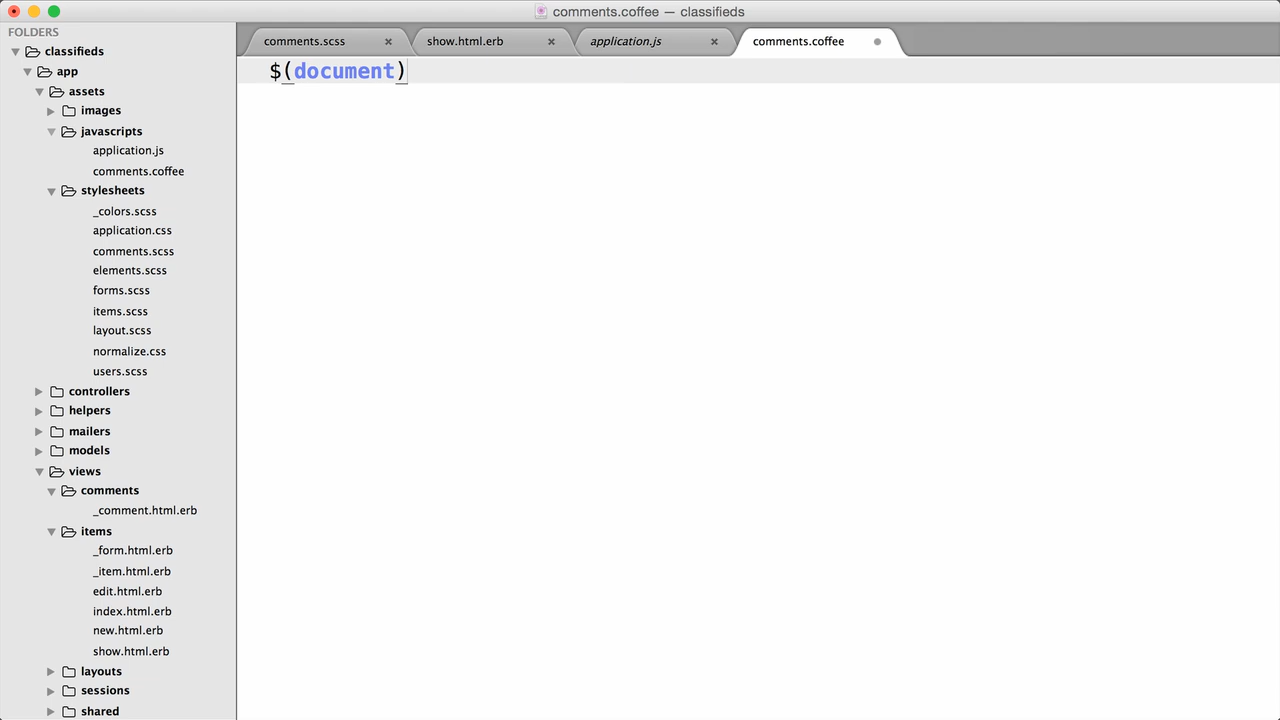 comments.coffee — classifieds
FOLDERS
classifieds
app
assets
images
javascripts
application.js
comments.coffee
stylesheets
_colors.scss
application.css
comments.scss
elements.scss
forms.scss
items.scss
layout.scss
normalize.css
users.scss
controllers
helpers
mailers
models
views
comments
_comment.html.erb
items
_form.html.erb
_item.html.erb
edit.html.erb
index.html.erb
new.html.erb
show.html.erb
layouts
sessions
shared
comments.scss show.html.erb application.js comments.coffee
$(document)